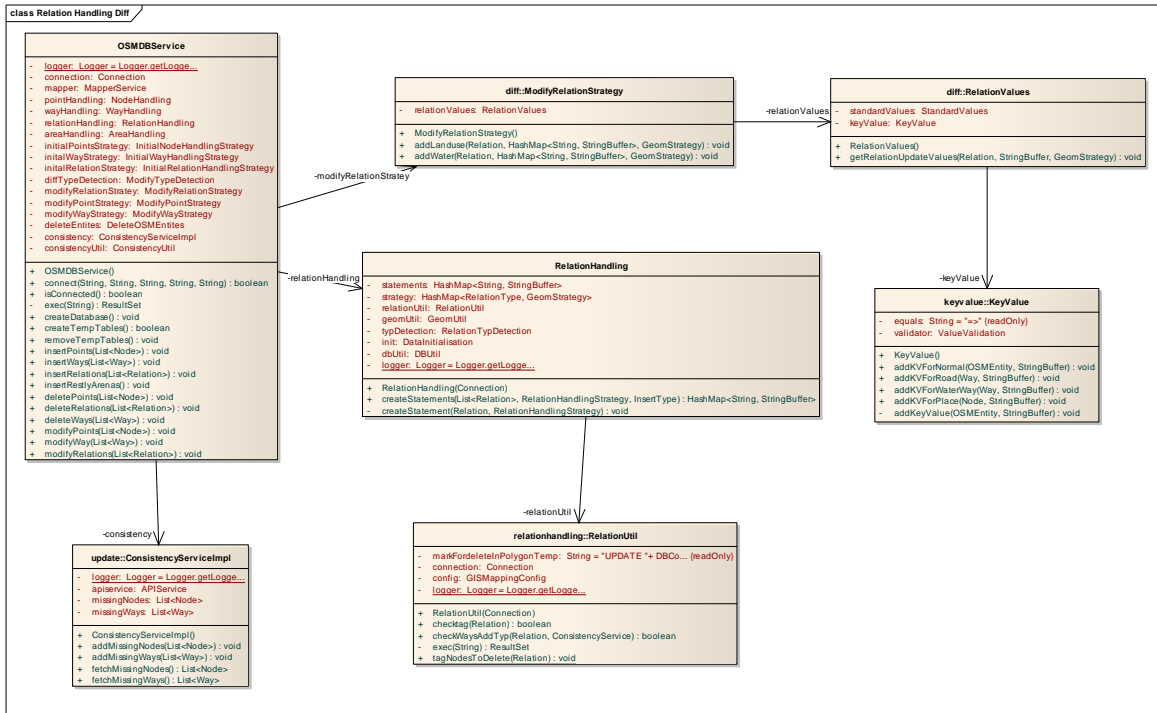 class Relation Handling Diff
OSMDBService
- logger: Logger = Logger.getLogge...
- connection: Connection
- mapper: MapperService
- pointHandling: NodeHandling
- wayHandling: WayHandling
- relationHandling: RelationHandling
- areaHandling: AreaHandling
- initialPointsStrategy: InitialNodeHandlingStrategy
- initalWayStrategy: InitialWayHandlingStrategy
- initalRelationStrategy: InitialRelationHandlingStrategy
- diffTypeDetection: ModifyTypeDetection
- modifyRelationStratey: ModifyRelationStrategy
- modifyPointStrategy: ModifyPointStrategy
- modifyWayStrategy: ModifyWayStrategy
- deleteEntites: DeleteOSMEntites
- consistency: ConsistencyServiceImpl
- consistencyUtil: ConsistencyUtil
+ OSMDBService()
+ connect(String, String, String, String, String) : boolean
+ isConnected() : boolean
- exec(String) : ResultSet
+ createDatabase() : void
+ createTempTables() : boolean
+ removeTempTables() : void
+ insertPoints(List<Node>) : void
+ insertWays(List<Way>) : void
+ insertRelations(List<Relation>) : void
+ insertRestlyArenas() : void
+ deletePoints(List<Node>) : void
+ deleteRelations(List<Relation>) : void
+ deleteWays(List<Way>) : void
+ modifyPoints(List<Node>) : void
+ modifyWay(List<Way>) : void
+ modifyRelations(List<Relation>) : void
-modifyRelationStratey
diff::ModifyRelationStrategy
- relationValues: RelationValues
+ ModifyRelationStrategy()
+ addLanduse(Relation, HashMap<String, StringBuffer>, GeomStrategy) : void
+ addWater(Relation, HashMap<String, StringBuffer>, GeomStrategy) : void
-relationValues
diff::RelationValues
- standardValues: StandardValues
- keyValue: KeyValue
+ RelationValues()
+ getRelationUpdateValues(Relation, StringBuffer, GeomStrategy) : void
-keyValue
keyvalue::KeyValue
- equals: String = "=>" {readOnly}
- validator: ValueValidation
+ KeyValue()
+ addKVForNormal(OSMEntity, StringBuffer) : void
+ addKVForRoad(Way, StringBuffer) : void
+ addKVForWaterWay(Way, StringBuffer) : void
+ addKVForPlace(Node, StringBuffer) : void
- addKeyValue(OSMEntity, StringBuffer) : void
-relationHandling
RelationHandling
- statements: HashMap<String, StringBuffer>
- strategy: HashMap<RelationType, GeomStrategy>
- relationUtil: RelationUtil
- geomUtil: GeomUtil
- typDetection: RelationTypDetection
- init: DataInitialisation
- dbUtil: DBUtil
- logger: Logger = Logger.getLogge...
+ RelationHandling(Connection)
+ createStatements(List<Relation>, RelationHandlingStrategy, InsertType) : HashMap<String, StringBuffer>
- createStatement(Relation, RelationHandlingStrategy) : void
-relationUtil
relationhandling::RelationUtil
- markFordeleteInPolygonTemp: String = "UPDATE "+ DBCo... {readOnly}
- connection: Connection
- config: GISMappingConfig
- logger: Logger = Logger.getLogge...
+ RelationUtil(Connection)
+ checktag(Relation) : boolean
+ checkWaysAddTyp(Relation, ConsistencyService) : boolean
- exec(String) : ResultSet
+ tagNodesToDelete(Relation) : void
-consistency
update::ConsistencyServiceImpl
- logger: Logger = Logger.getLogge...
- apiservice: APIService
- missingNodes: List<Node>
- missingWays: List<Way>
+ ConsistencyServiceImpl()
+ addMissingNodes(List<Node>) : void
+ addMissingWays(List<Way>) : void
+ fetchMissingNodes() : List<Node>
+ fetchMissingWays() : List<Way>